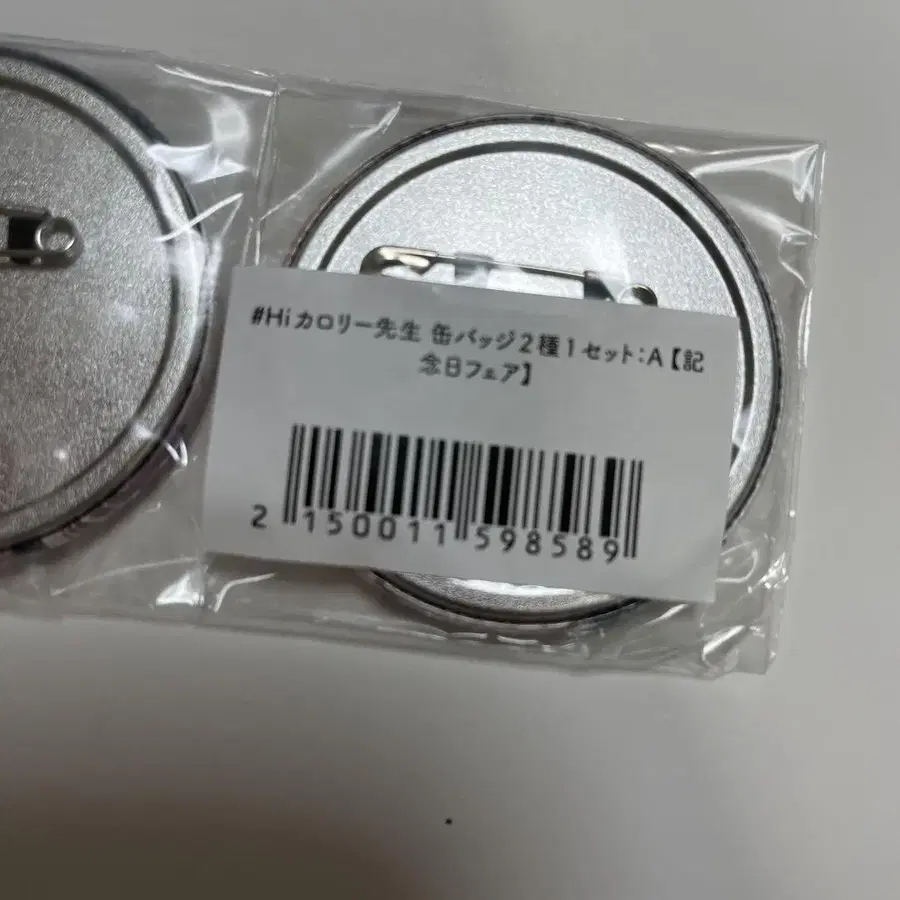 #Hiカロリー先生 缶バッジ2種1セット:A【記
念日フェア】
2 150011 598589